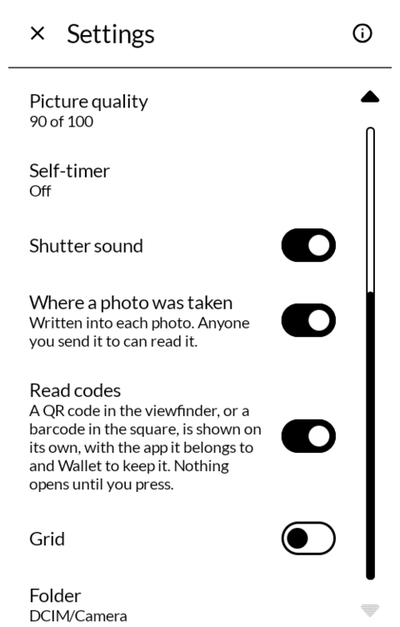 Settings
Picture quality
90 of 100
Self-timer
Off
Shutter sound
Where a photo was taken
Written into each photo. Anyone
you send it to can read it.
Read codes
A QR code in the viewfinder, or a
barcode in the square, is shown on
its own, with the app it belongs to
and Wallet to keep it. Nothing
opens until you press.
Grid
Folder
DCIM/Camera